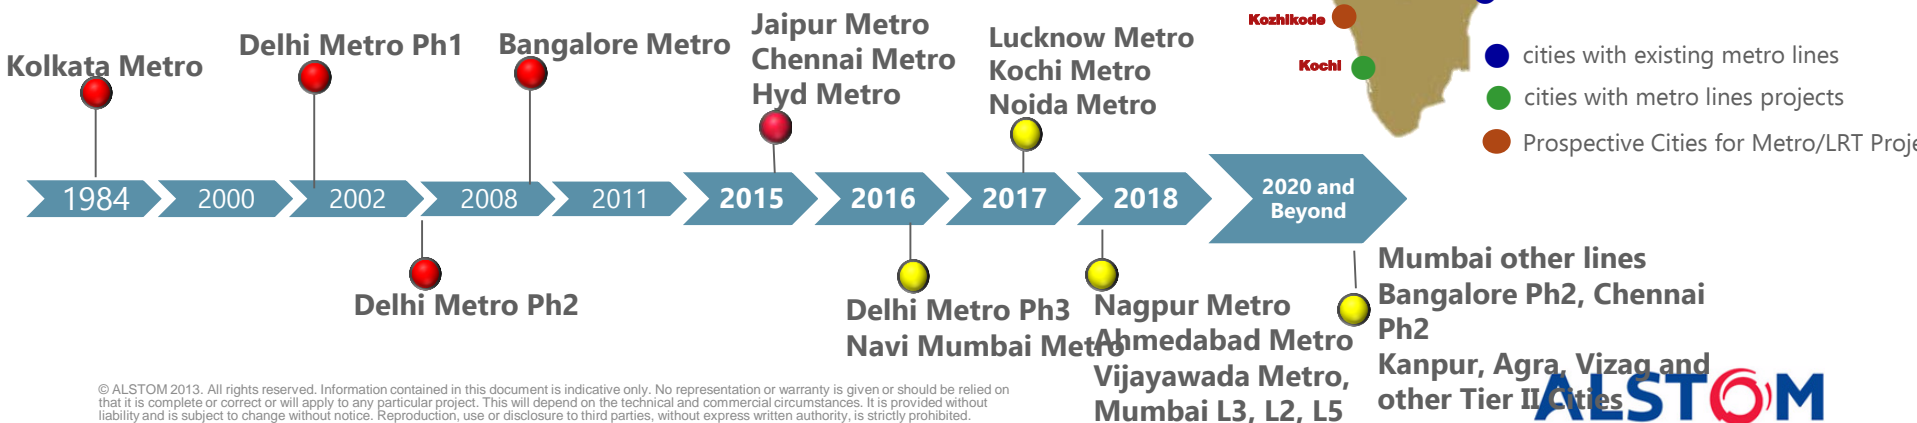 Kozhikode
Kochi
cities with existing metro lines
cities with metro lines projects
Prospective Cities for Metro/LRT Proje
Kolkata Metro
Delhi Metro Ph1
Bangalore Metro
Jaipur Metro
Chennai Metro
Hyd Metro
Lucknow Metro
Kochi Metro
Noida Metro
1984
2000
2002
2008
2011
2015
2016
2017
2018
2020 and
Beyond
Delhi Metro Ph2
Delhi Metro Ph3
Navi Mumbai Metro
Nagpur Metro
Ahmedabad Metro
Vijayawada Metro,
Mumbai L3, L2, L5
Mumbai other lines
Bangalore Ph2, Chennai
Ph2
Kanpur, Agra, Vizag and
other Tier II Cities
© ALSTOM 2013. All rights reserved. Information contained in this document is indicative only. No representation or warranty is given or should be relied on
that it is complete or correct or will apply to any particular project. This will depend on the technical and commercial circumstances. It is provided without
liability and is subject to change without notice. Reproduction, use or disclosure to third parties, without express written authority, is strictly prohibited.
ALSTOM